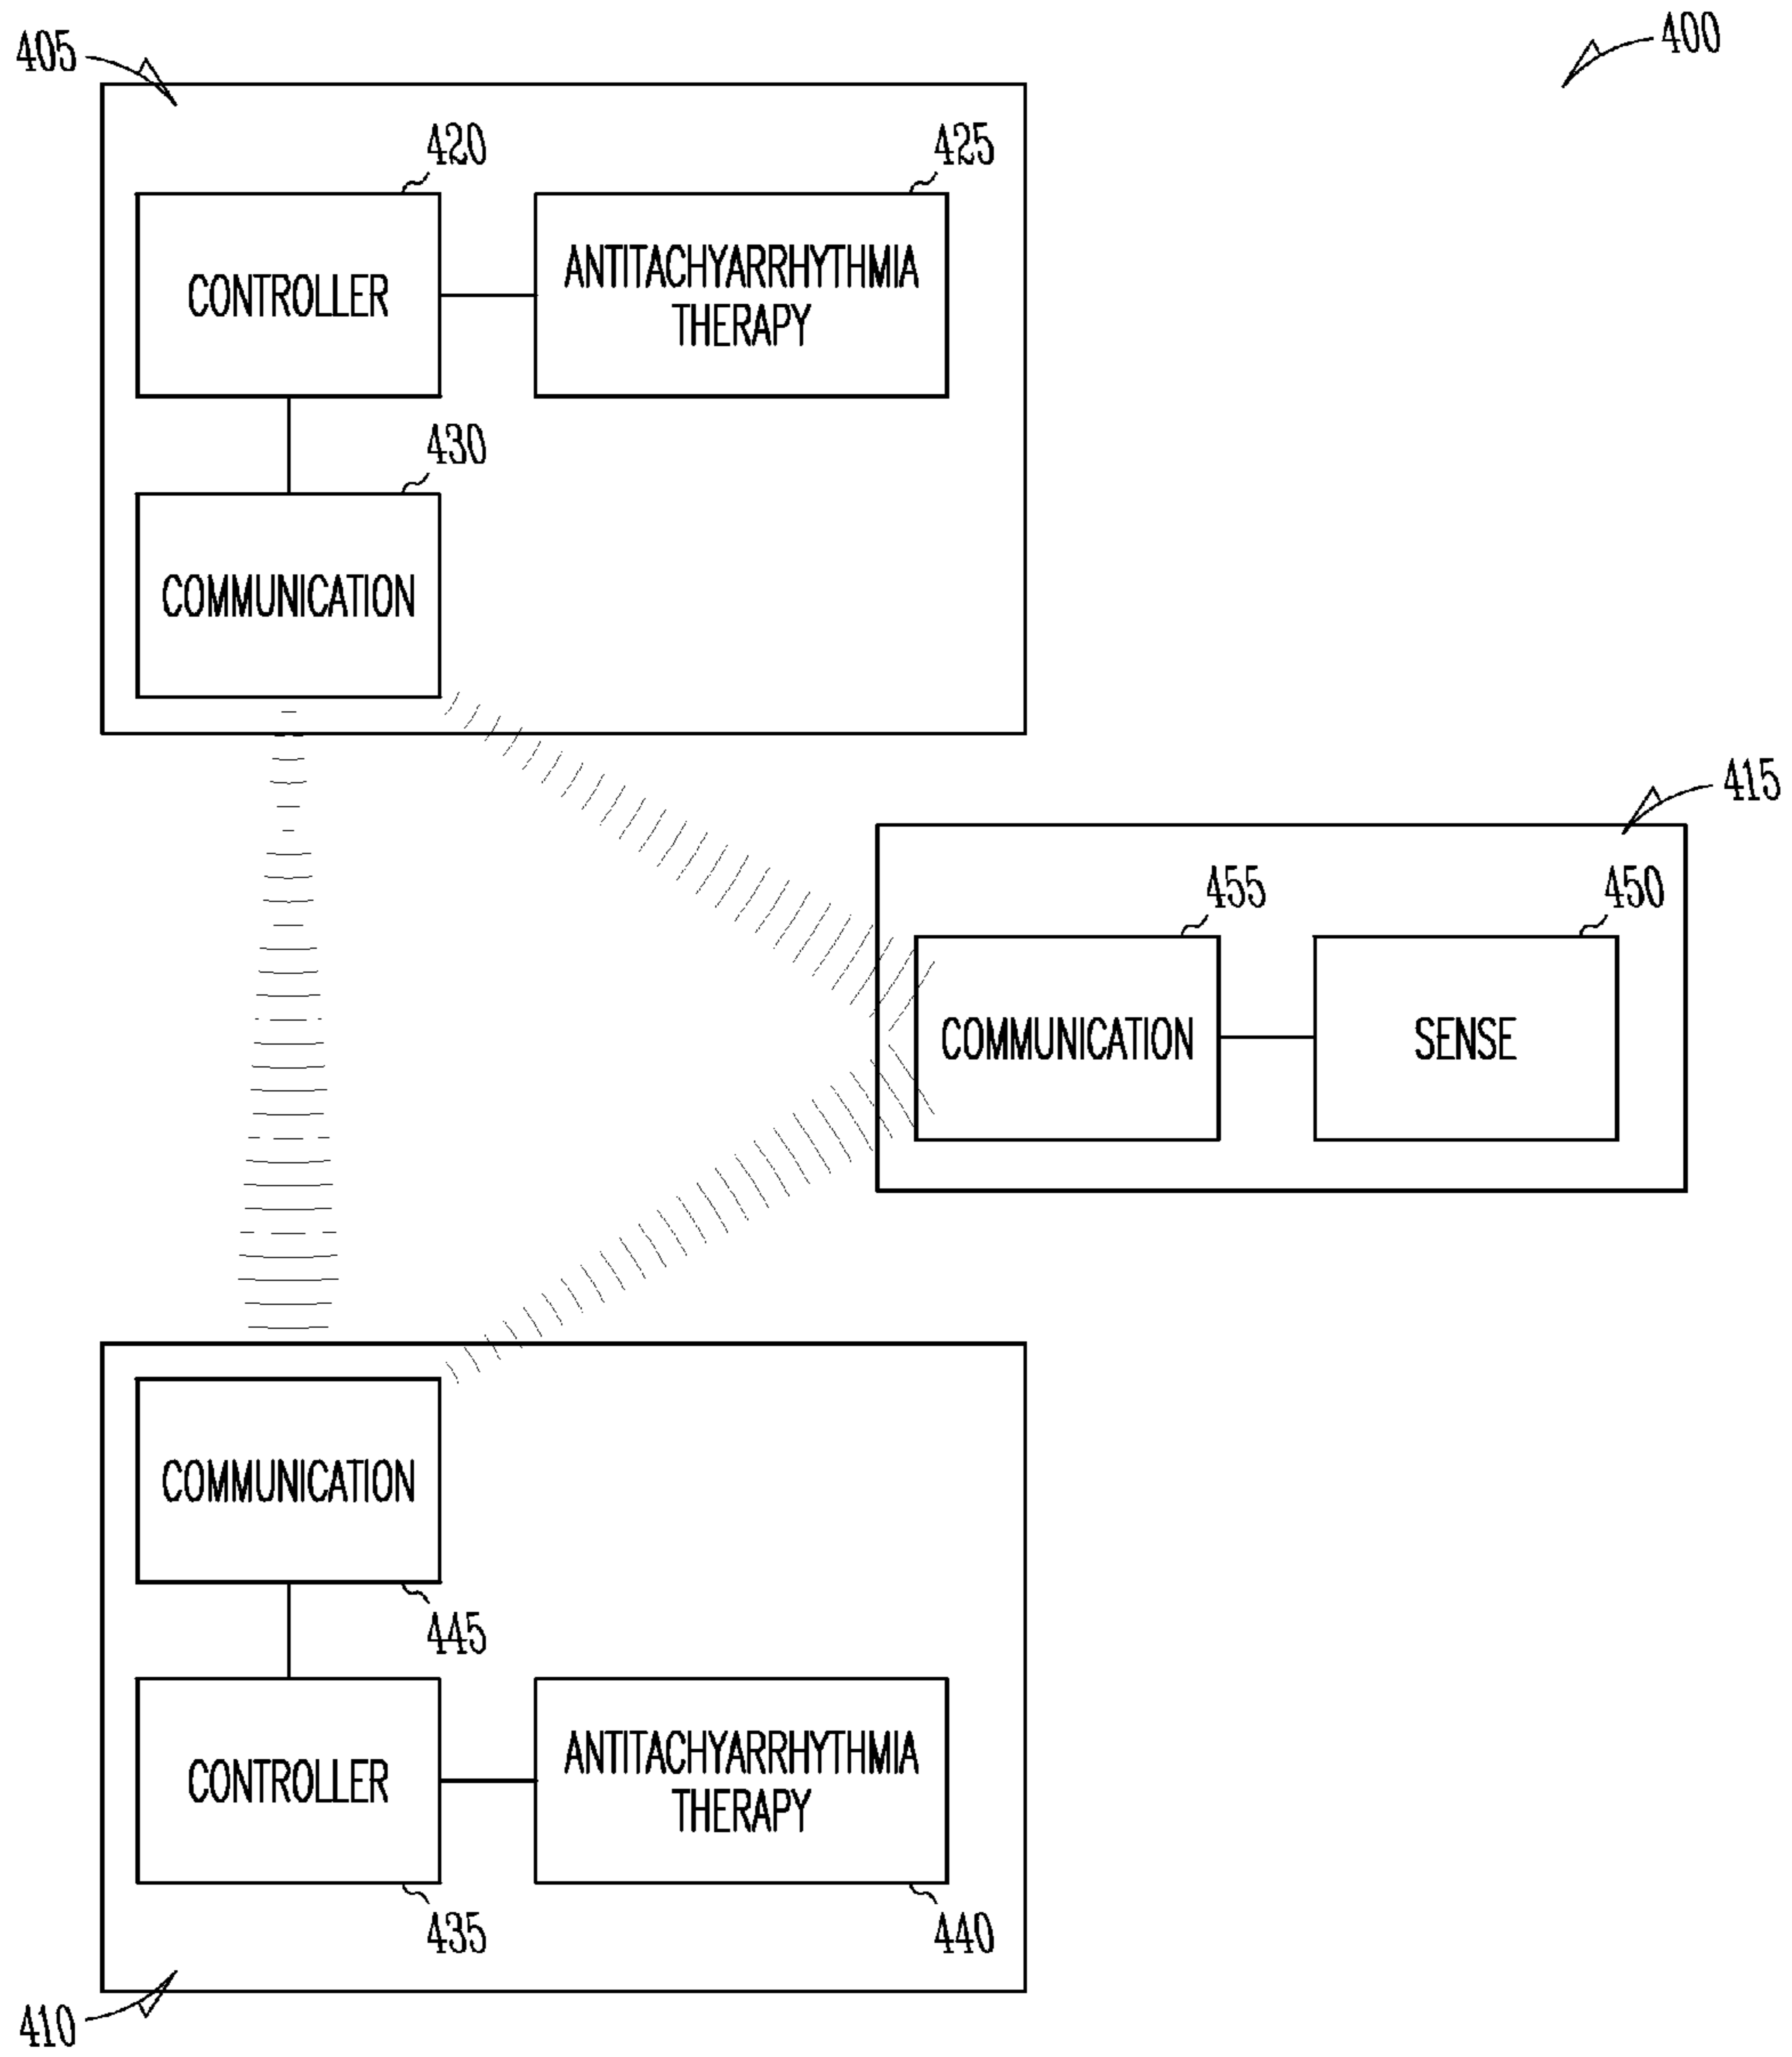 405
400
420
425
CONTROLLER
ANTITACHYARRHYTHMIA
THERAPY
430
COMMUNICATION
415
455
450
COMMUNICATION
SENSE
COMMUNICATION
445
CONTROLLER
ANTITACHYARRHYTHMIA
THERAPY
435
440
410